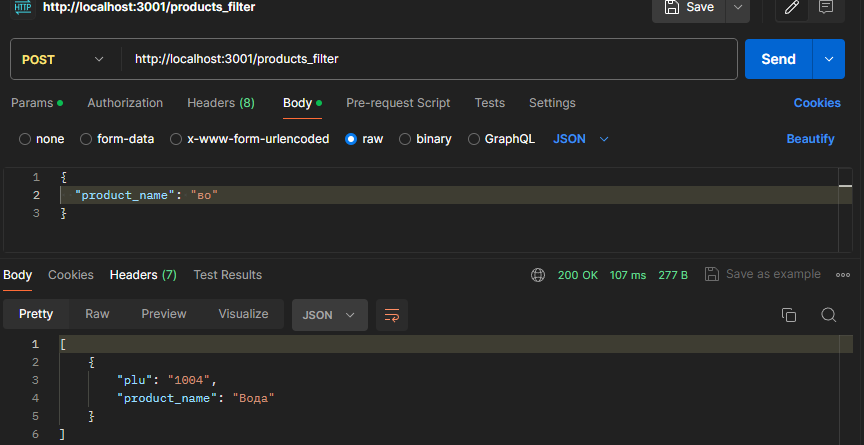 HTTP http://localhost:3001/products_filter Save
POST http://localhost:3001/products_filter Send
Params Authorization Headers (8) Body Pre-request Script Tests Settings Cookies
none form-data x-www-form-urlencoded raw binary GraphQL JSON Beautify
1 {
2 "product_name": "во"
3 }
Body Cookies Headers (7) Test Results 200 OK 107 ms 277 B Save as example
Pretty Raw Preview Visualize JSON
1 [
2 {
3 "plu": "1004",
4 "product_name": "Вода"
5 }
6 ]